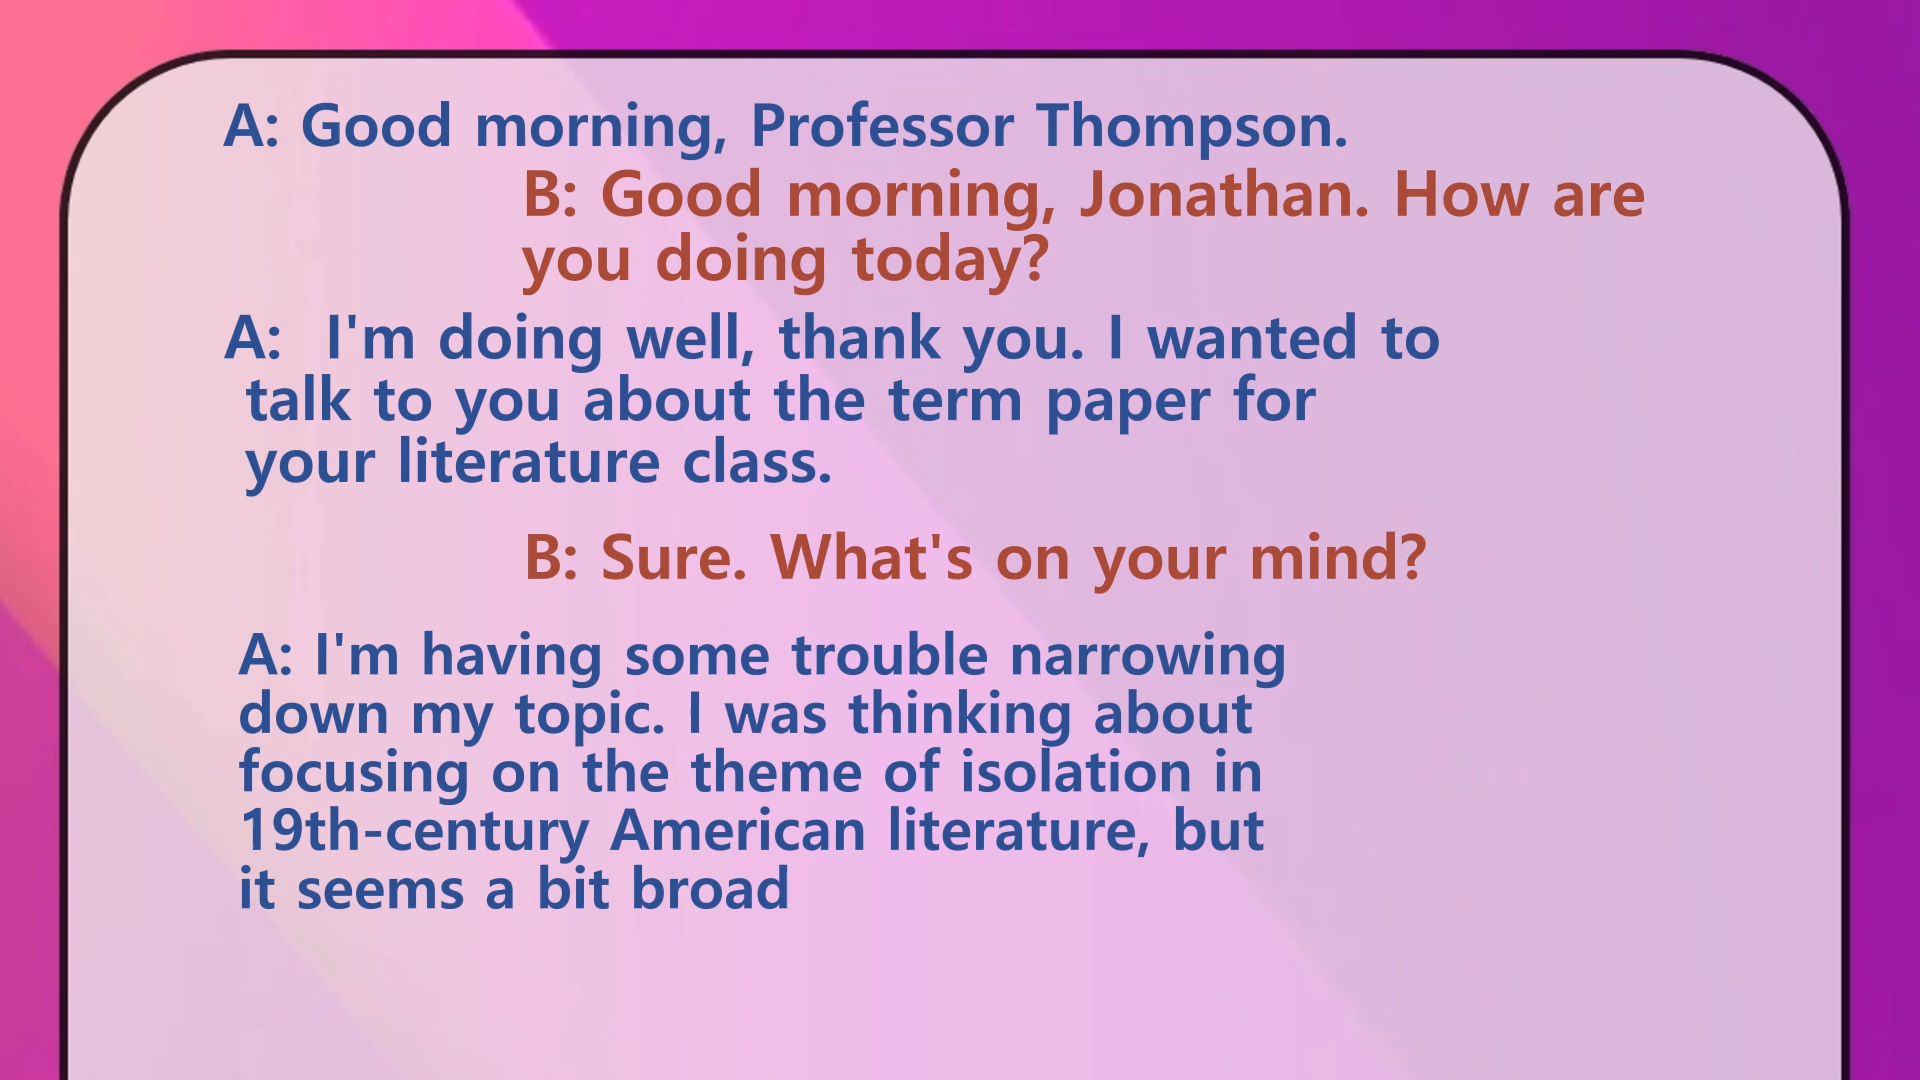 A: Good morning, Professor Thompson.
B: Good morning, Jonathan. How are
you doing today?
A: I'm doing well, thank you. I wanted to
talk to you about the term paper for
your literature class.
B: Sure. What's on your mind?
A: I'm having some trouble narrowing
down my topic. I was thinking about
focusing on the theme of isolation in
19th-century American literature, but
it seems a bit broad